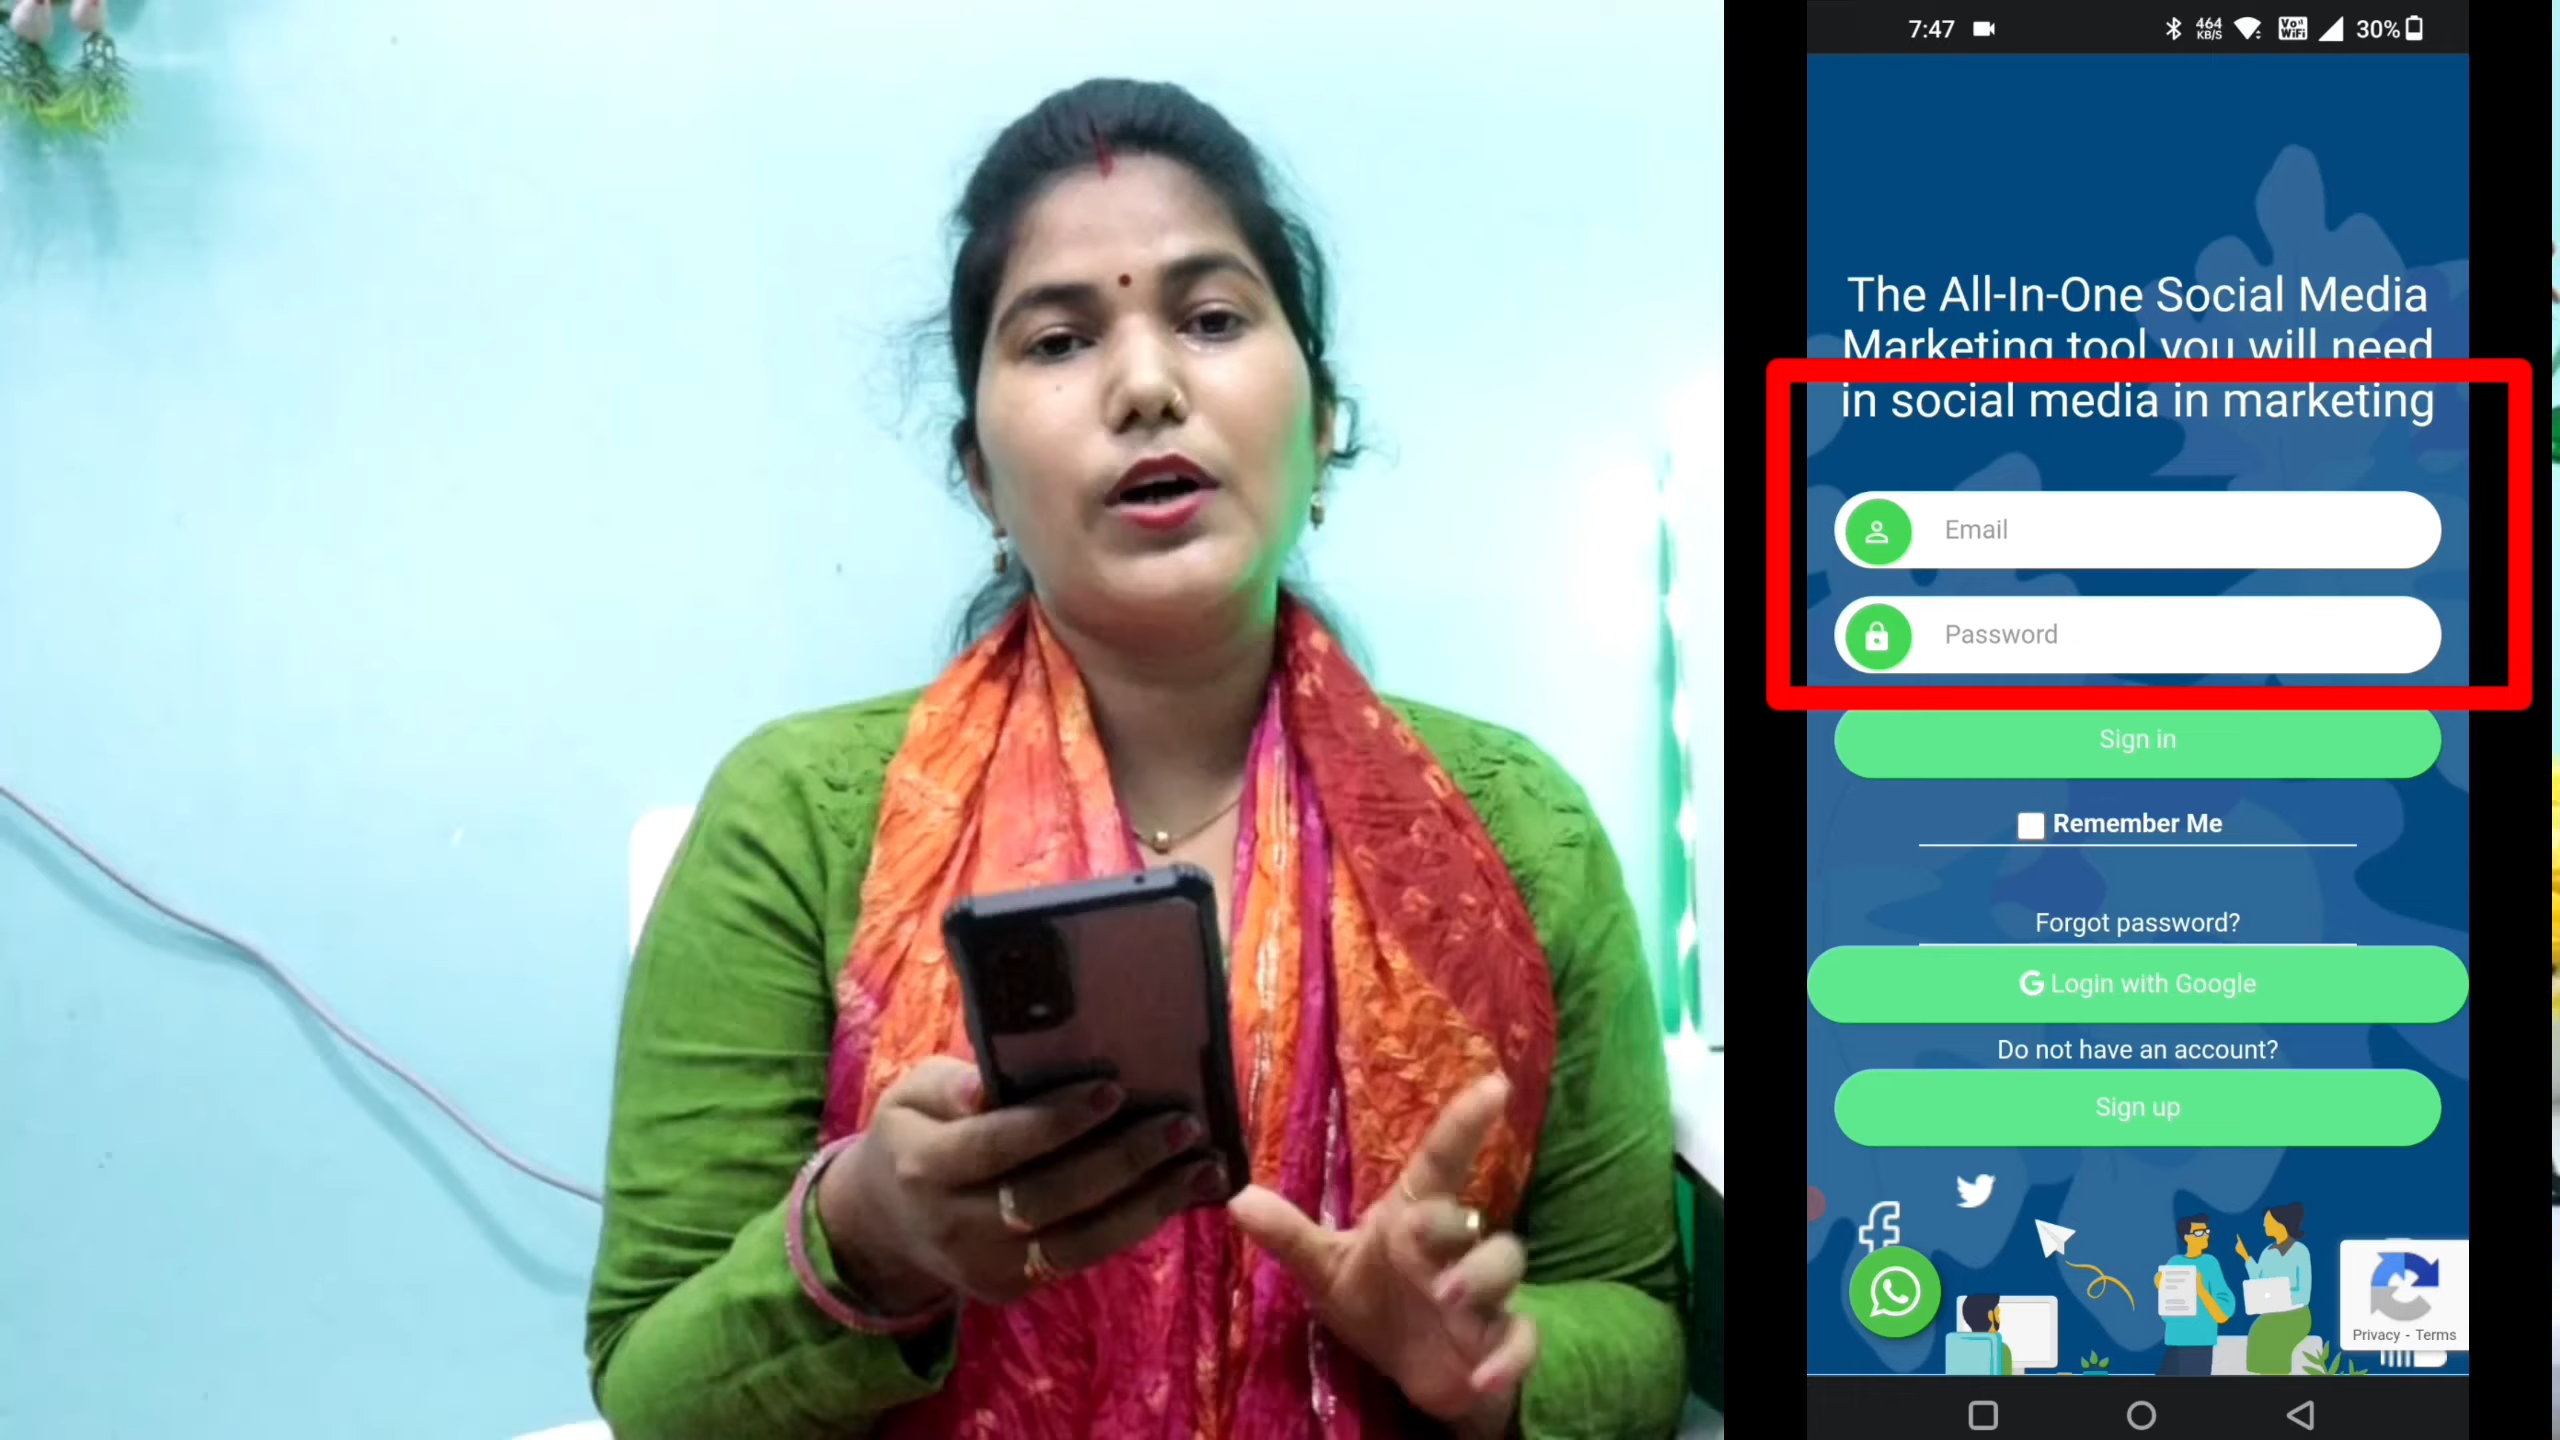 7:47
464
KB/S
Vo
WiFi
30%
The All-In-One Social Media
Marketing tool you will need
in social media in marketing
Email
Password
Sign in
Remember Me
Forgot password?
G Login with Google
Do not have an account?
Sign up
Privacy - Terms